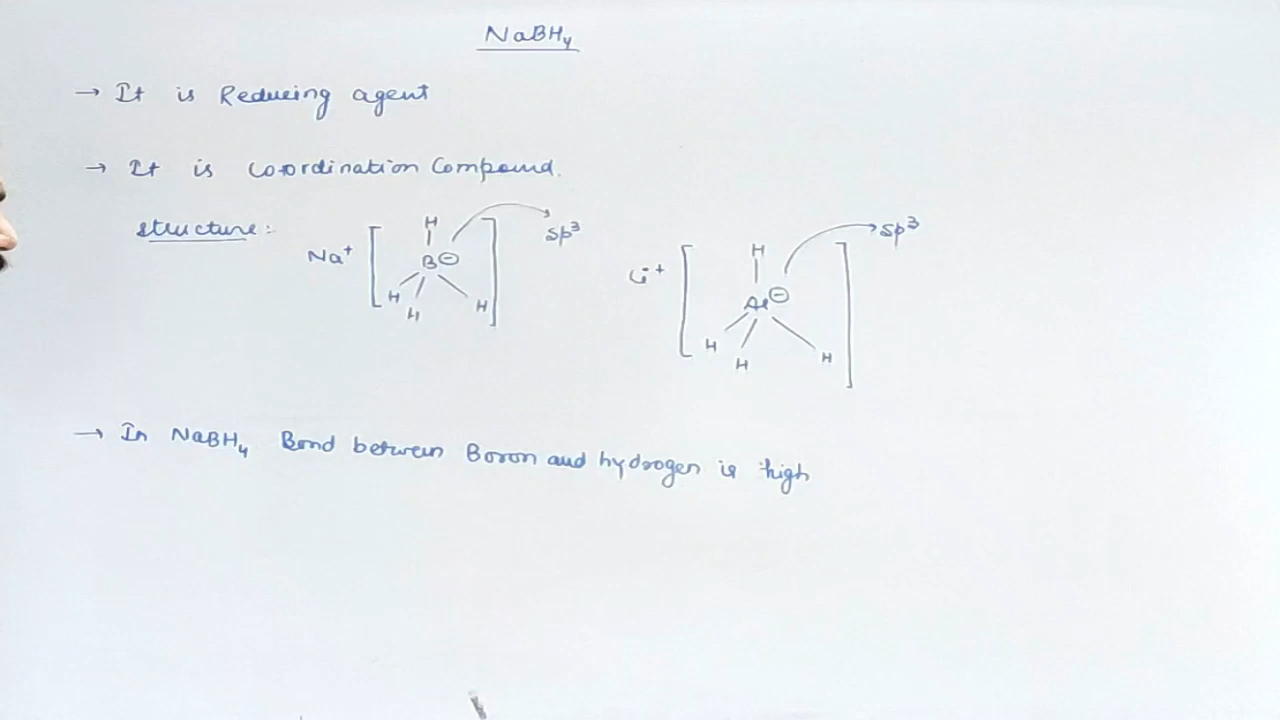 NaBH4
→ It is Reducing agent
→ It is Coordination Compound.
structure:
Na+ [ H B⊖ H H H ] sp3
Li+ [ H Al⊖ H H H ] sp3
→ In NaBH4 Bond between Boron and hydrogen is high